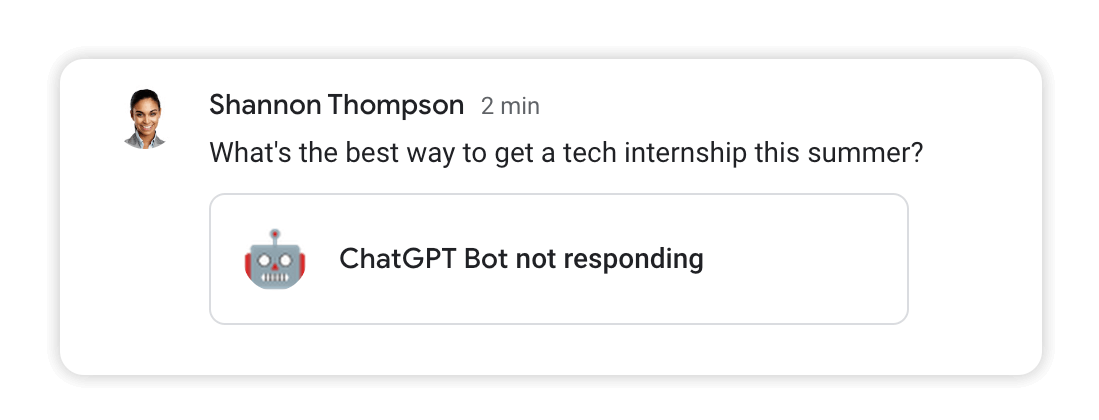 Shannon Thompson 2 min
What's the best way to get a tech internship this summer?
ChatGPT Bot not responding